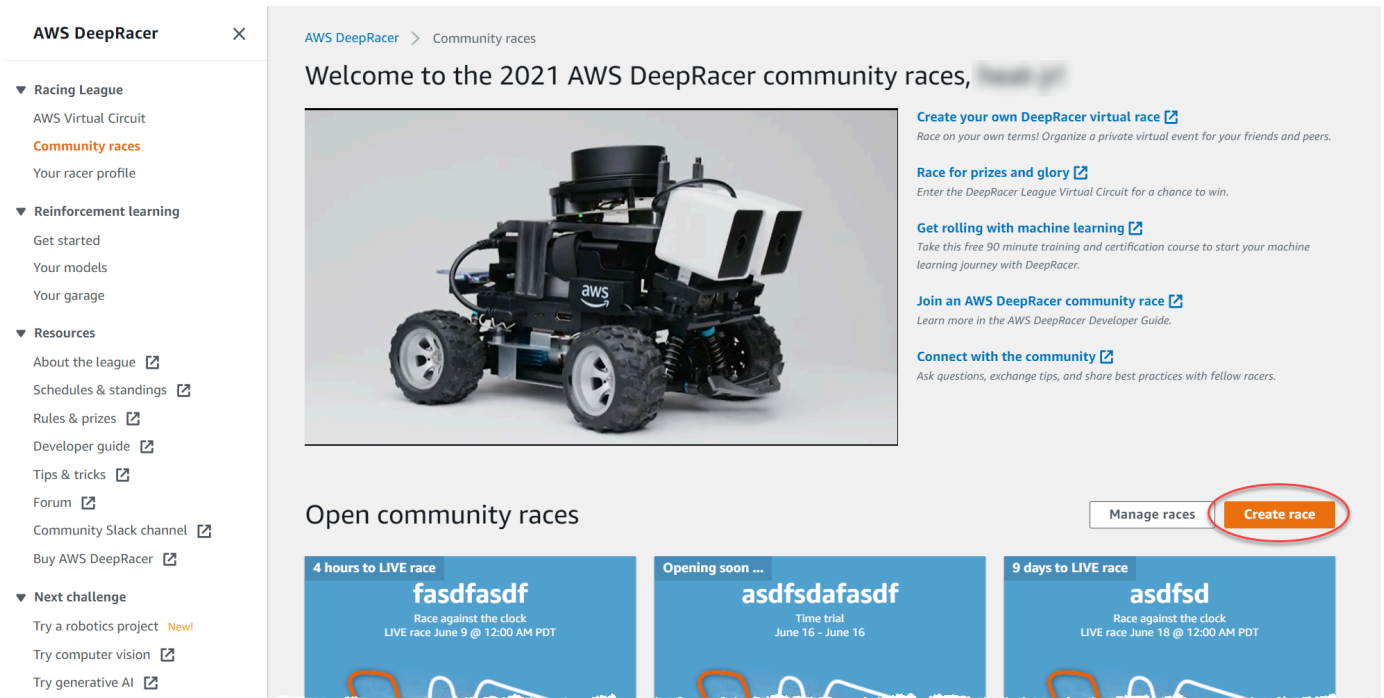 AWS DeepRacer
Racing League
AWS Virtual Circuit
Community races
Your racer profile
Reinforcement learning
Get started
Your models
Your garage
Resources
About the league
Schedules & standings
Rules & prizes
Developer guide
Tips & tricks
Forum
Community Slack channel
Buy AWS DeepRacer
Next challenge
Try a robotics project New!
Try computer vision
Try generative AI
AWS DeepRacer > Community races
Welcome to the 2021 AWS DeepRacer community races,
aws
Create your own DeepRacer virtual race
Race on your own terms! Organize a private virtual event for your friends and peers.
Race for prizes and glory
Enter the DeepRacer League Virtual Circuit for a chance to win.
Get rolling with machine learning
Take this free 90 minute training and certification course to start your machine
learning journey with DeepRacer.
Join an AWS DeepRacer community race
Learn more in the AWS DeepRacer Developer Guide.
Connect with the community
Ask questions, exchange tips, and share best practices with fellow racers.
Open community races
Manage races
Create race
4 hours to LIVE race
fasdfasdf
Race against the clock
LIVE race June 9 @ 12:00 AM PDT
Opening soon ...
asdfsdafasdf
Time trial
June 16 - June 16
9 days to LIVE race
asdfsd
Race against the clock
LIVE race June 18 @ 12:00 AM PDT